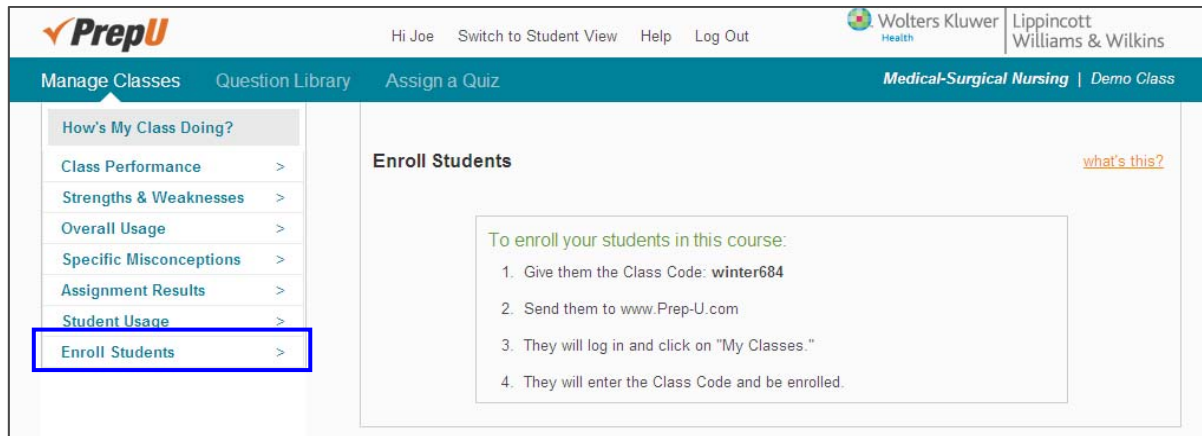 PrepU
Hi Joe Switch to Student View Help Log Out
Wolters Kluwer
Health
Lippincott
Williams & Wilkins
Manage Classes Question Library Assign a Quiz
Medical-Surgical Nursing | Demo Class
How's My Class Doing?
Class Performance >
Strengths & Weaknesses >
Overall Usage >
Specific Misconceptions >
Assignment Results >
Student Usage >
Enroll Students >
Enroll Students
what's this?
To enroll your students in this course:
1. Give them the Class Code: winter684
2. Send them to www.Prep-U.com
3. They will log in and click on "My Classes."
4. They will enter the Class Code and be enrolled.